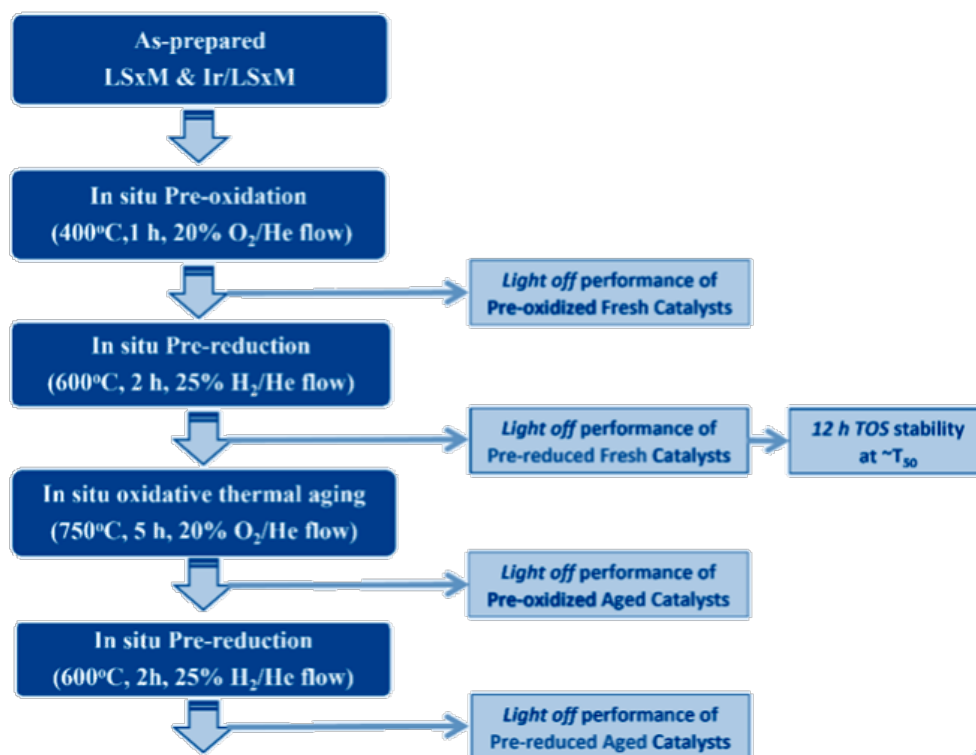 As-prepared
LSxM & Ir/LSxM
In situ Pre-oxidation
(400°C,1 h, 20% O₂/He flow)
Light off performance of
Pre-oxidized Fresh Catalysts
In situ Pre-reduction
(600°C, 2 h, 25% H₂/He flow)
Light off performance of
Pre-reduced Fresh Catalysts
12 h TOS stability
at ~T₅₀
In situ oxidative thermal aging
(750°C, 5 h, 20% O₂/He flow)
Light off performance of
Pre-oxidized Aged Catalysts
In situ Pre-reduction
(600°C, 2h, 25% H₂/He flow)
Light off performance of
Pre-reduced Aged Catalysts